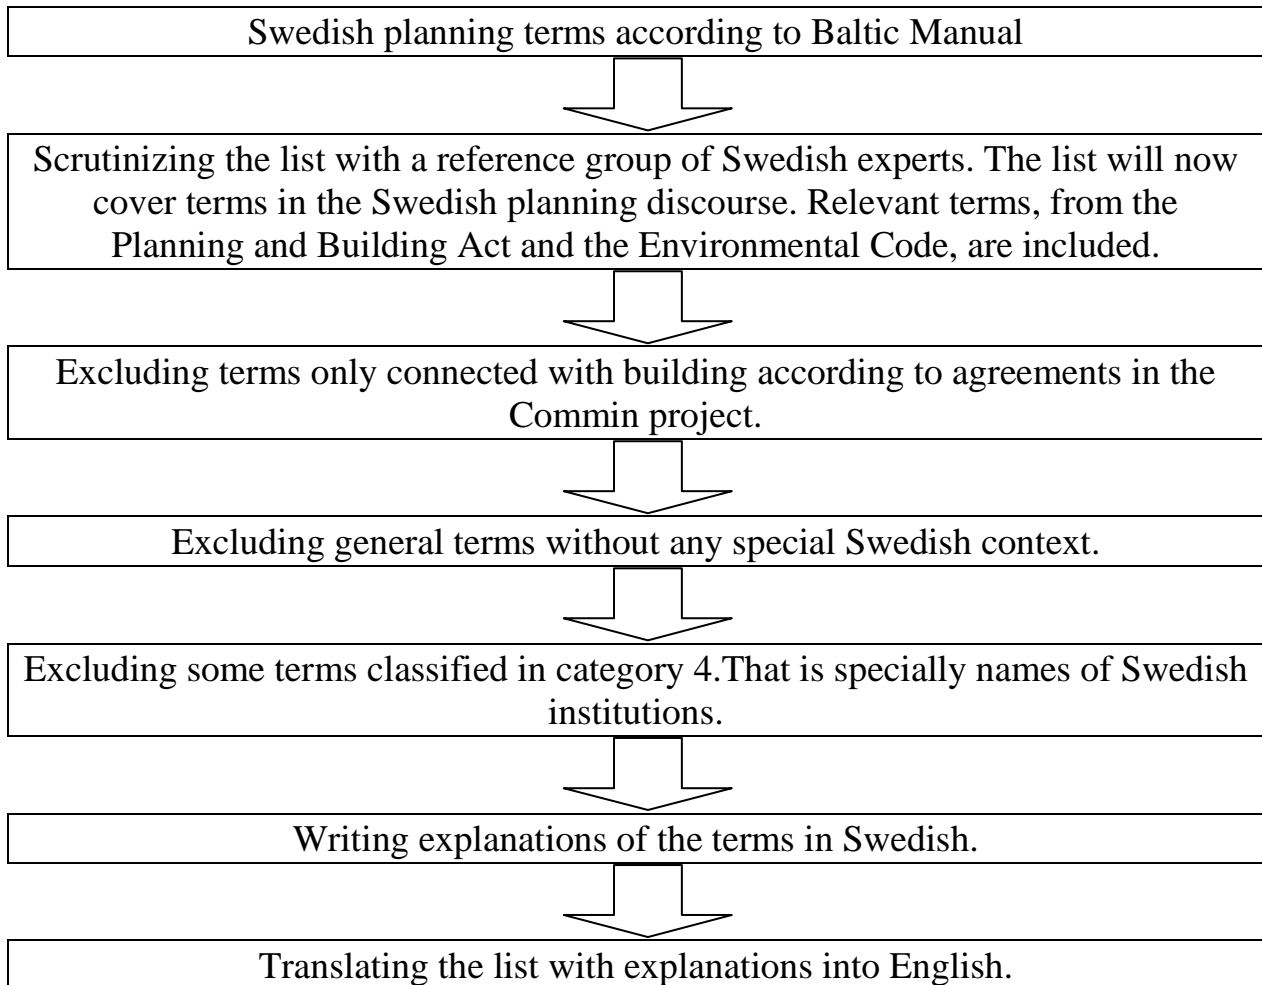 Swedish planning terms according to Baltic Manual
Scrutinizing the list with a reference group of Swedish experts. The list will now
cover terms in the Swedish planning discourse. Relevant terms, from the
Planning and Building Act and the Environmental Code, are included.
Excluding terms only connected with building according to agreements in the
Commin project.
Excluding general terms without any special Swedish context.
Excluding some terms classified in category 4.That is specially names of Swedish
institutions.
Writing explanations of the terms in Swedish.
Translating the list with explanations into English.